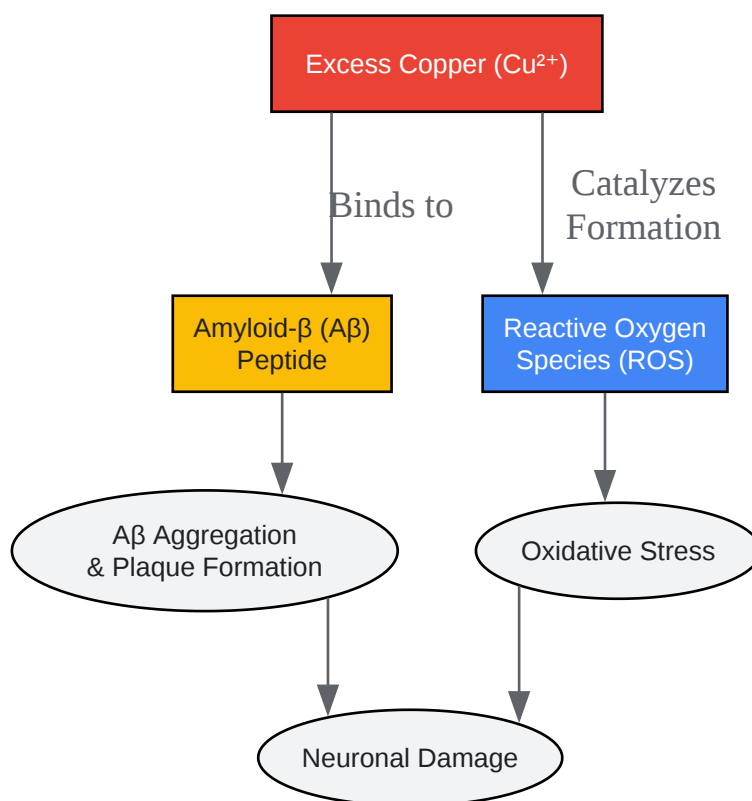 Excess Copper (Cu²⁺)
Binds to
Catalyzes
Formation
Amyloid-β (Aβ)
Peptide
Reactive Oxygen
Species (ROS)
Aβ Aggregation
& Plaque Formation
Oxidative Stress
Neuronal Damage